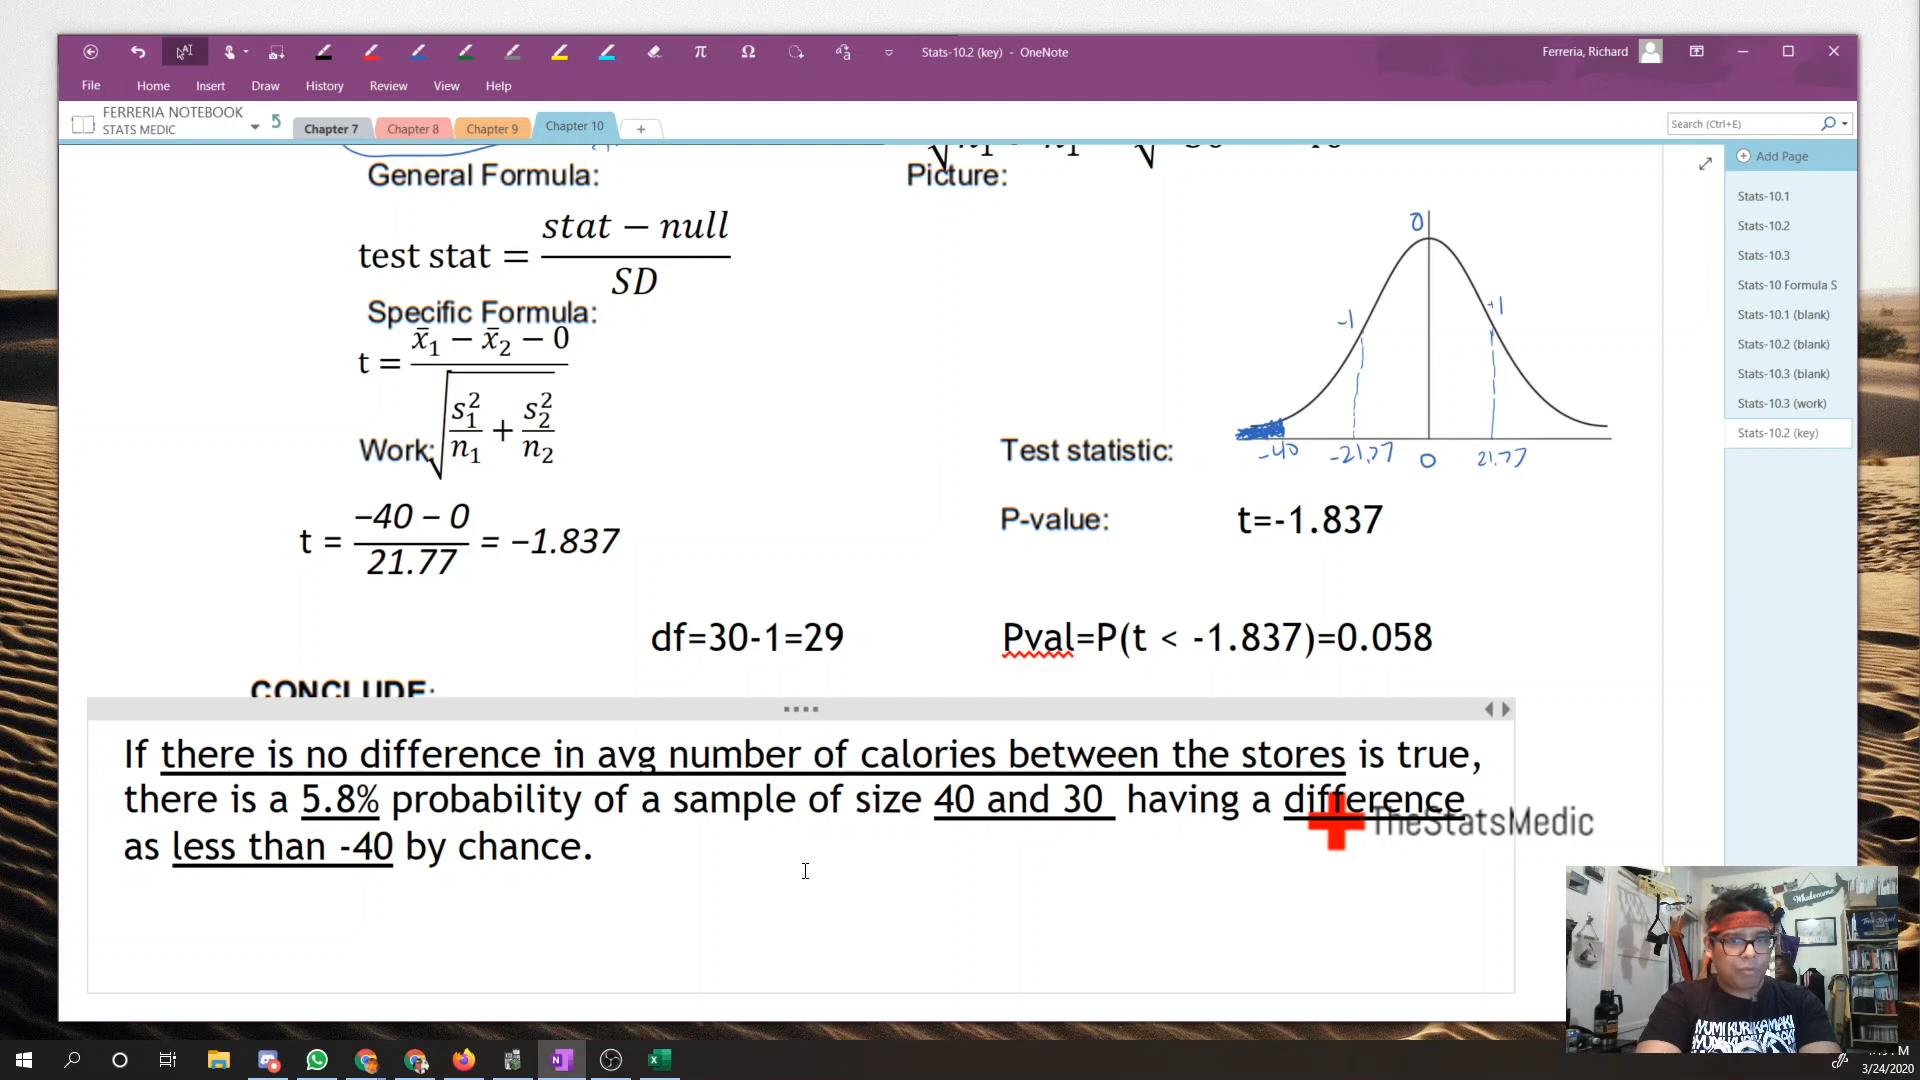 Stats-10.2 (key) - OneNote
Ferreria, Richard
File Home Insert Draw History Review View Help
FERRERIA NOTEBOOK
STATS MEDIC
5
Chapter 7 Chapter 8 Chapter 9 Chapter 10 +
Search (Ctrl+E)
Add Page
Stats-10.1
Stats-10.2
Stats-10.3
Stats-10 Formula S
Stats-10.1 (blank)
Stats-10.2 (blank)
Stats-10.3 (blank)
Stats-10.3 (work)
Stats-10.2 (key)
General Formula:
Picture:
test stat = stat − null / SD
Specific Formula:
t = x̄₁ − x̄₂ − 0 / √(s₁²/n₁ + s₂²/n₂)
Work:
t = −40 − 0 / 21.77 = −1.837
0
-1 +1
-40 -21.77 0 21.77
Test statistic:
P-value: t=-1.837
df=30-1=29 Pval=P(t < -1.837)=0.058
CONCLUDE:
If there is no difference in avg number of calories between the stores is true,
there is a 5.8% probability of a sample of size 40 and 30 having a difference
as less than -40 by chance.
TheStatsMedic
3/24/2020